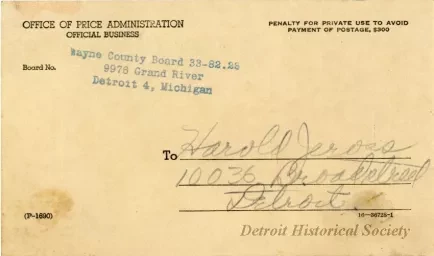 OFFICE OF PRICE ADMINISTRATION
OFFICIAL BUSINESS
PENALTY FOR PRIVATE USE TO AVOID
PAYMENT OF POSTAGE, $300
Board No.
Wayne County Board 33-82.25
9978 Grand River
Detroit 4, Michigan
To Harold
10036 Broadstreet
Detroit
(P-1690)
16-36725-1
Detroit Historical Society